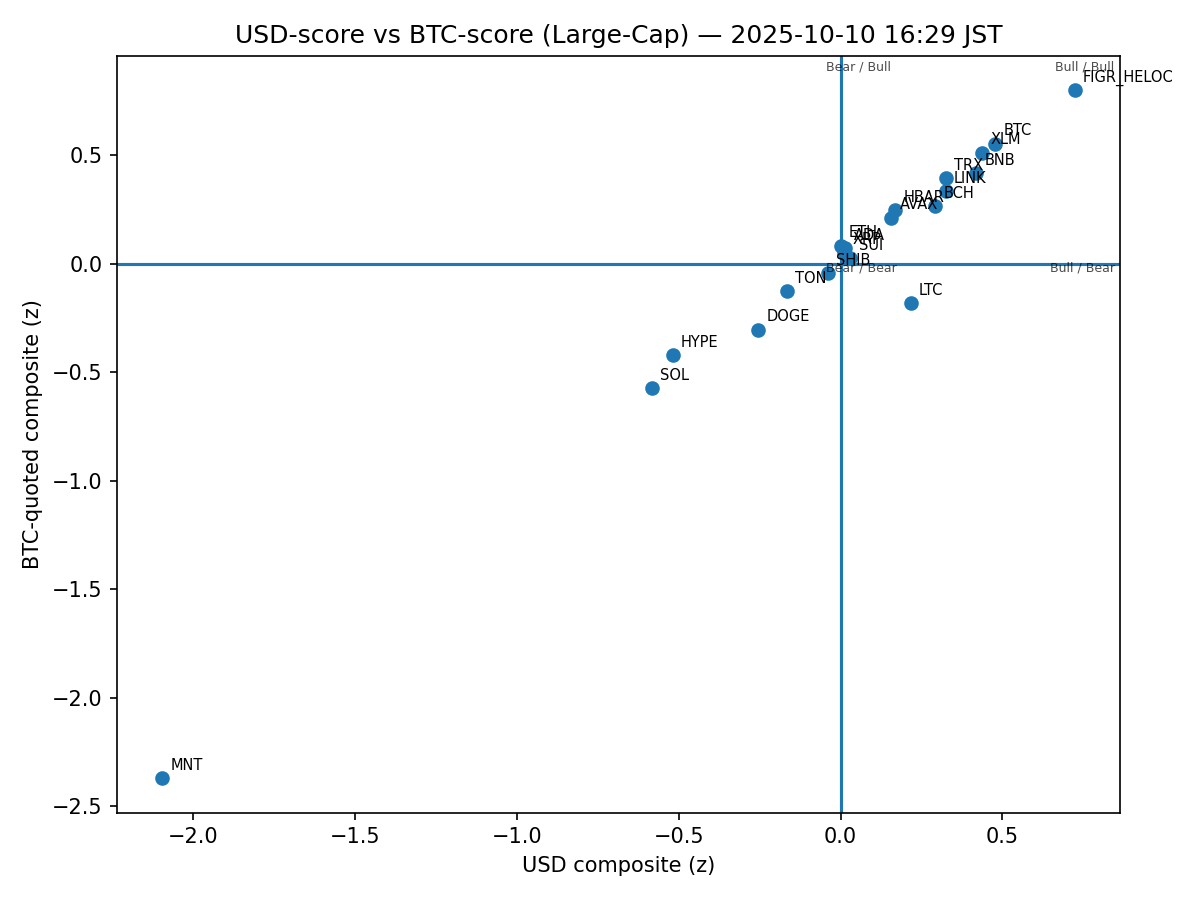 USD-score vs BTC-score (Large-Cap) — 2025-10-10 16:29 JST
Bear / Bull
Bull / Bull
FIGR_HELOC
BTC
XLM
BNB
TRX
LINK
BCH
HBAR
AVAX
ETH
ADA
XRP
SUI
SHIB
Bear / Bear
Bull / Bear
TON
LTC
DOGE
HYPE
SOL
MNT
0.5
0.0
−0.5
−1.0
−1.5
−2.0
−2.5
BTC-quoted composite (z)
−2.0
−1.5
−1.0
−0.5
0.0
0.5
USD composite (z)